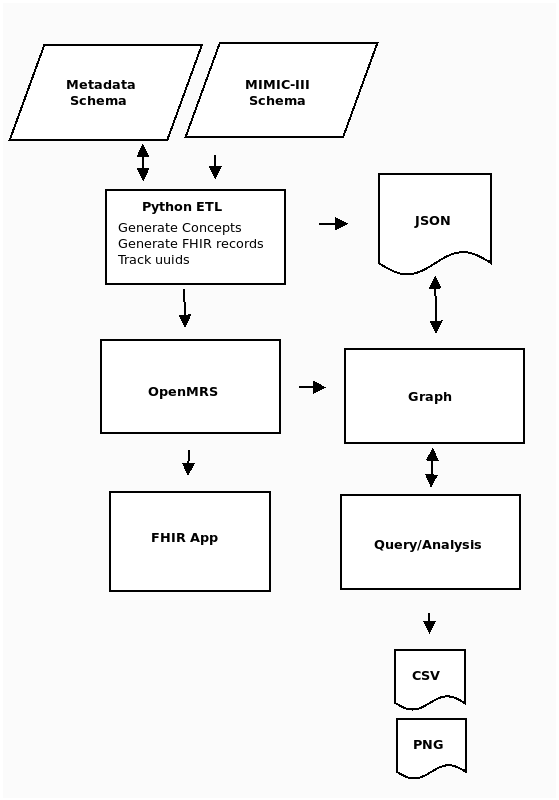 Metadata
Schema
MIMIC-III
Schema
Python ETL
Generate Concepts
Generate FHIR records
Track uuids
JSON
OpenMRS
Graph
FHIR App
Query/Analysis
CSV
PNG